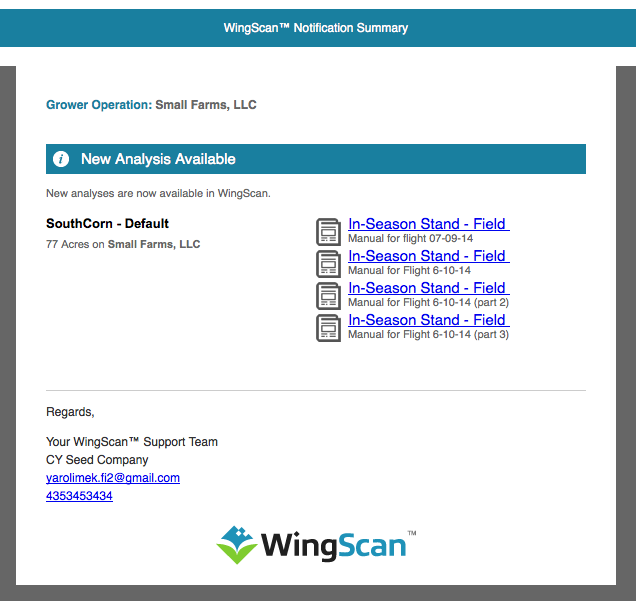 WingScan™ Notification Summary
Grower Operation: Small Farms, LLC
i New Analysis Available
New analyses are now available in WingScan.
SouthCorn - Default
77 Acres on Small Farms, LLC
In-Season Stand - Field
Manual for flight 07-09-14
In-Season Stand - Field
Manual for Flight 6-10-14
In-Season Stand - Field
Manual for Flight 6-10-14 (part 2)
In-Season Stand - Field
Manual for Flight 6-10-14 (part 3)
Regards,
Your WingScan™ Support Team
CY Seed Company
yarolimek.fi2@gmail.com
4353453434
WingScan™